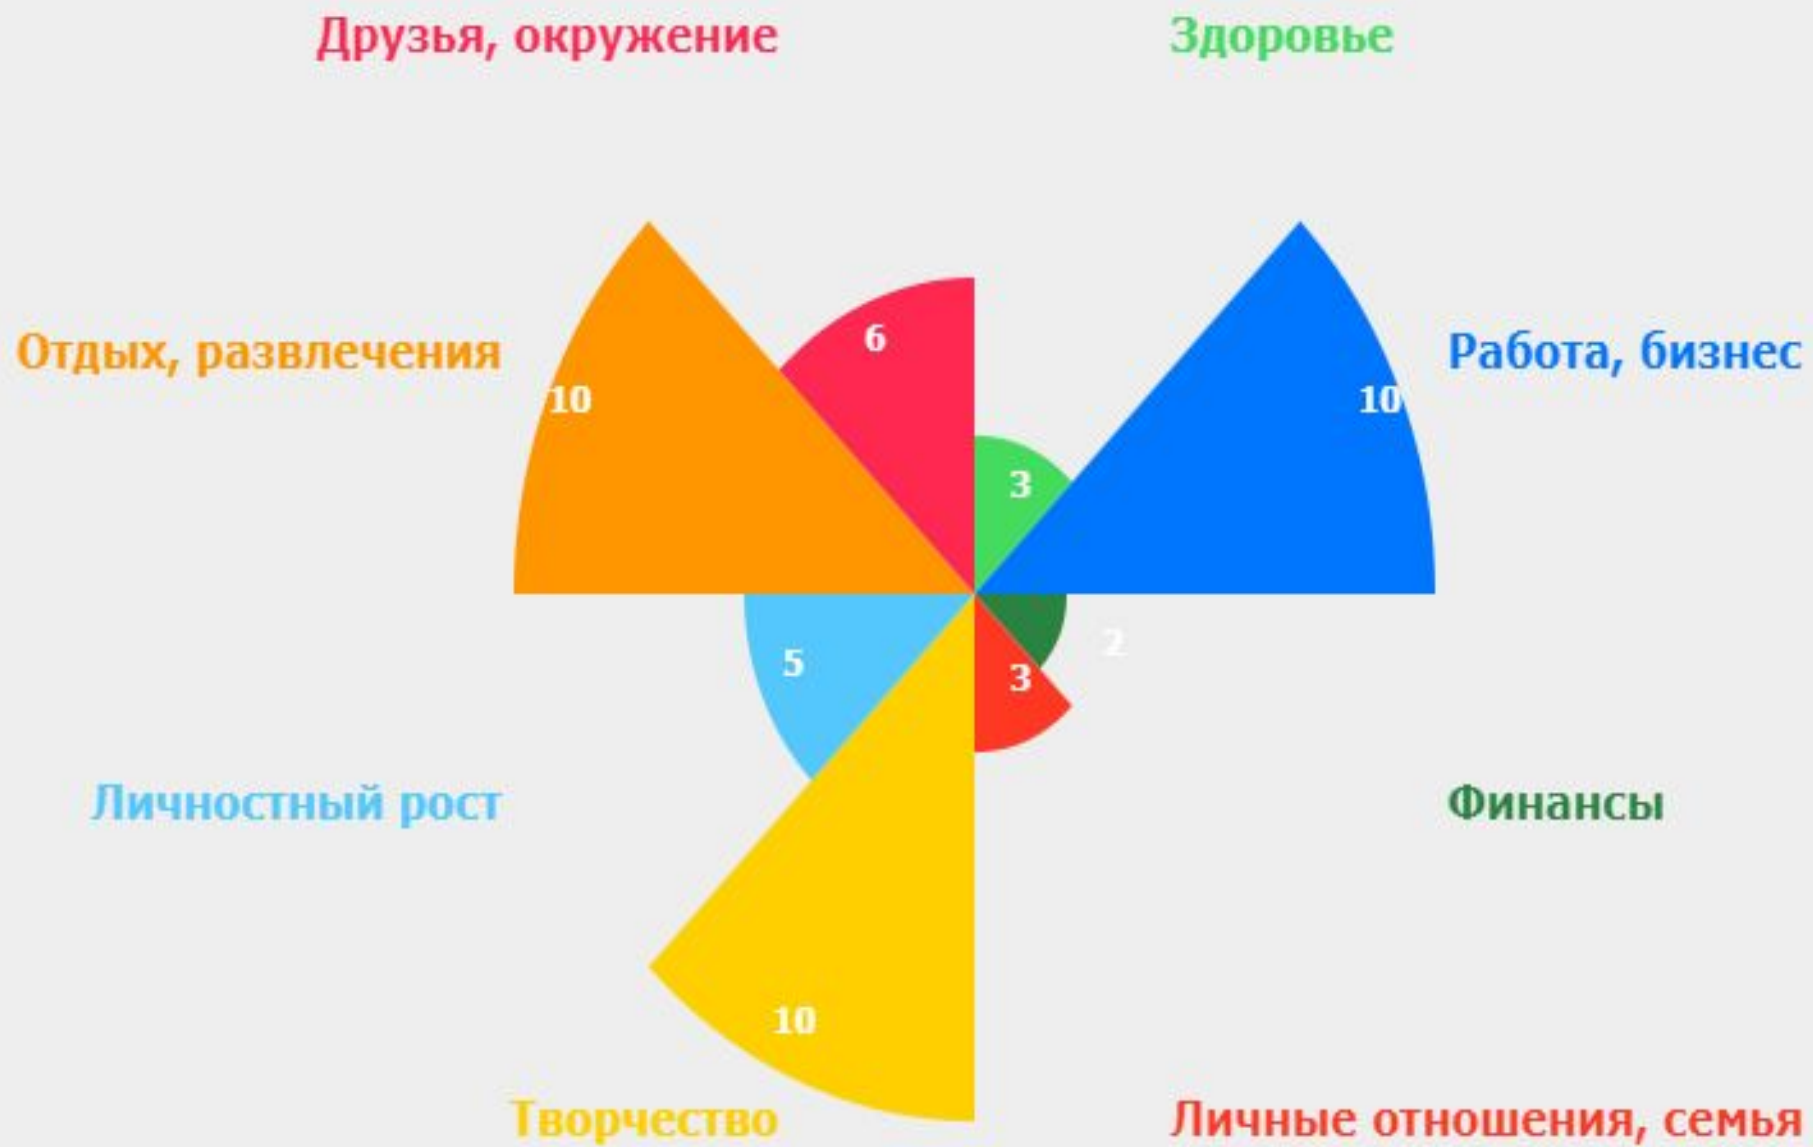 Друзья, окружение
Здоровье
6
Отдых, развлечения
Работа, бизнес
10
10
3
2
5
3
Личностный рост
Финансы
10
Творчество
Личные отношения, семья